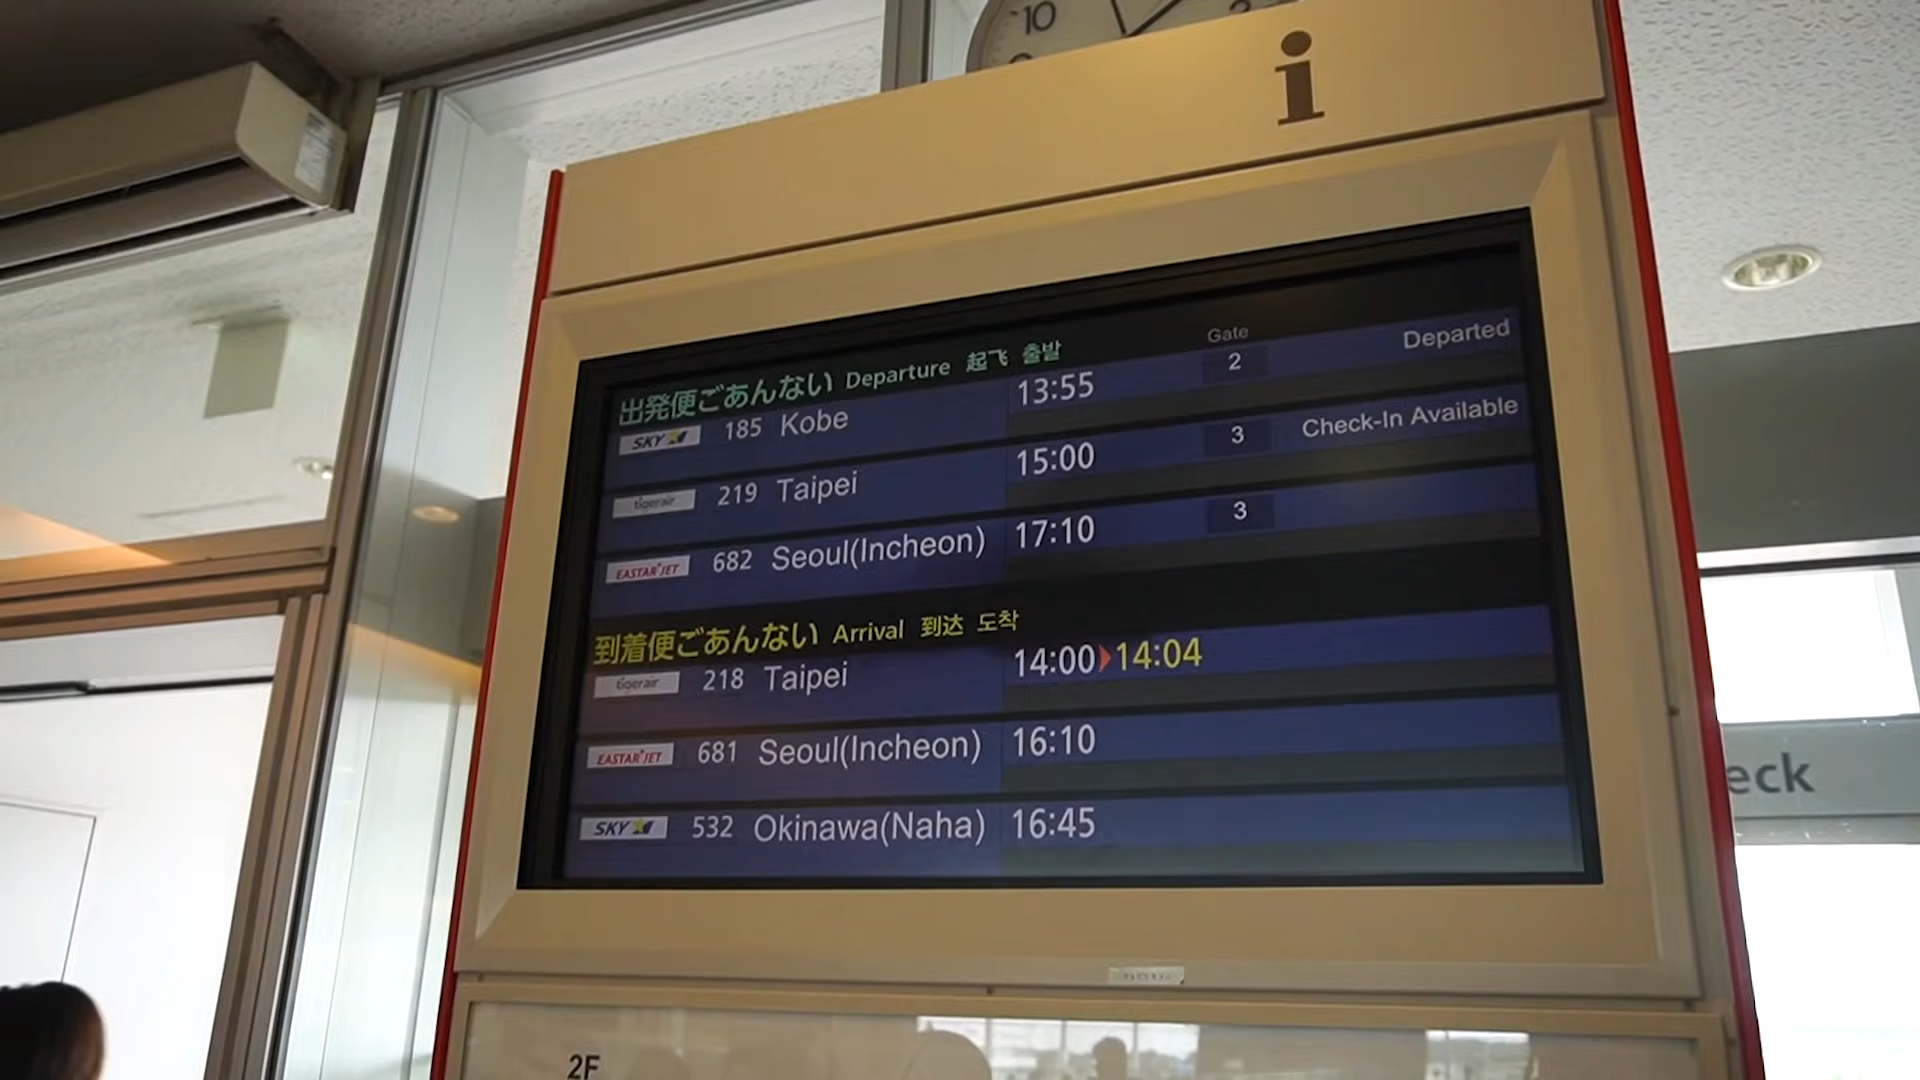 10
i
Gate
出発便ごあんない Departure 起飞 출발
SKY 185 Kobe 13:55 2 Departed
tigerair 219 Taipei 15:00 3 Check-In Available
EASTAR JET 682 Seoul(Incheon) 17:10 3
到着便ごあんない Arrival 到达 도착
tigerair 218 Taipei 14:00 14:04
EASTAR JET 681 Seoul(Incheon) 16:10
SKY 532 Okinawa(Naha) 16:45
eck
2F